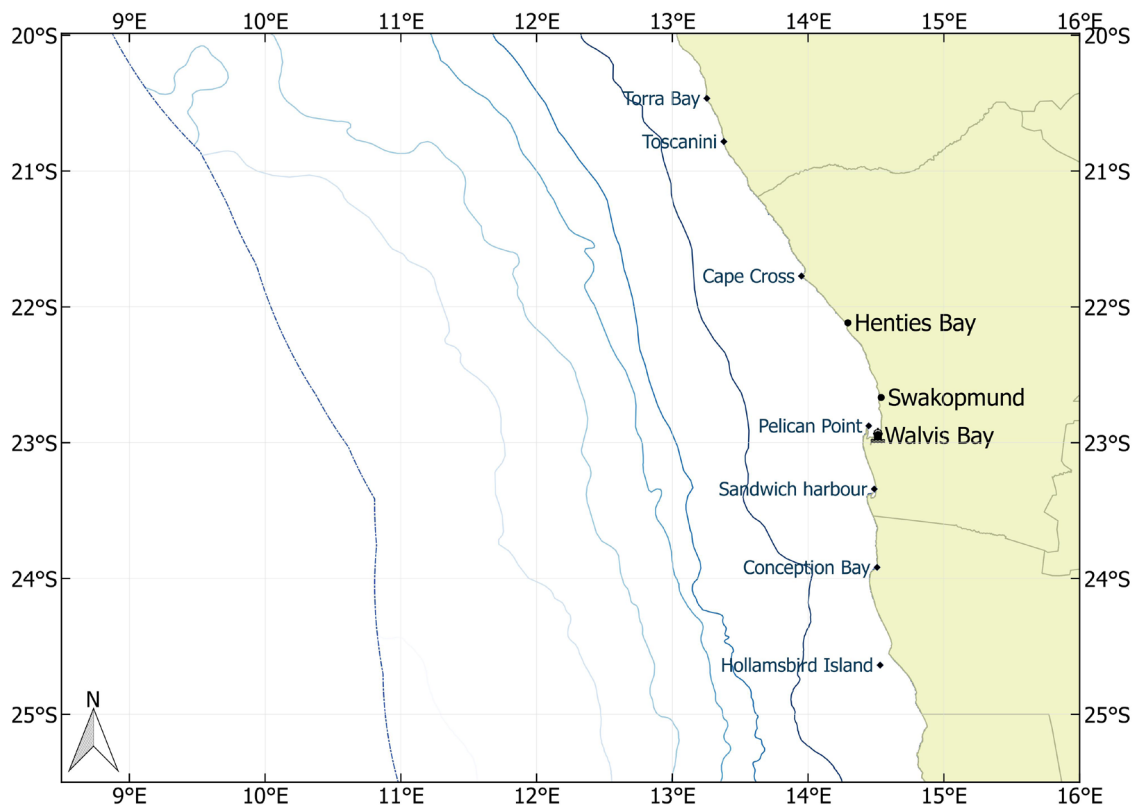 9°E 10°E 11°E 12°E 13°E 14°E 15°E 16°E
20°S 20°S
Torra Bay
Toscanini
21°S 21°S
Cape Cross
22°S 22°S
Henties Bay
Swakopmund
Pelican Point
Walvis Bay
23°S 23°S
Sandwich harbour
Conception Bay
24°S 24°S
Hollamsbird Island
N
25°S 25°S
9°E 10°E 11°E 12°E 13°E 14°E 15°E 16°E